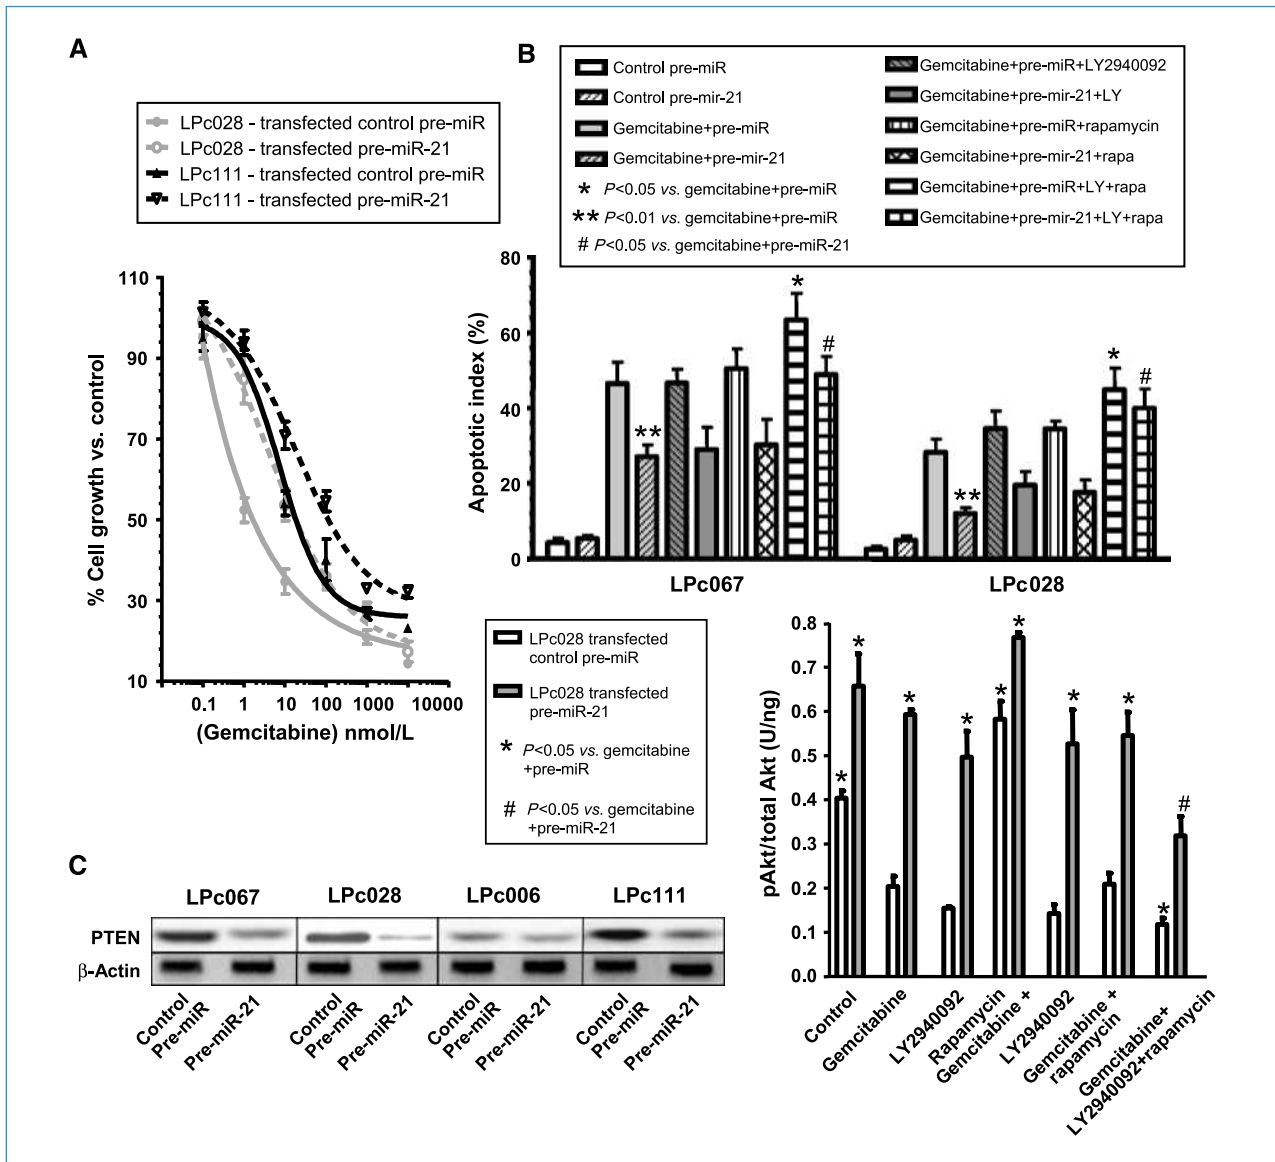 A
LPc028 - transfected control pre-miR
LPc028 - transfected pre-miR-21
LPc111 - transfected control pre-miR
LPc111 - transfected pre-miR-21
% Cell growth vs. control
110
90
70
50
30
10
0.1 1 10 100 1000 10000
(Gemcitabine) nmol/L
B
Control pre-miR
Control pre-mir-21
Gemcitabine+pre-miR
Gemcitabine+pre-mir-21
* P<0.05 vs. gemcitabine+pre-miR
** P<0.01 vs. gemcitabine+pre-miR
# P<0.05 vs. gemcitabine+pre-miR-21
Gemcitabine+pre-miR+LY2940092
Gemcitabine+pre-mir-21+LY
Gemcitabine+pre-miR+rapamycin
Gemcitabine+pre-mir-21+rapa
Gemcitabine+pre-miR+LY+rapa
Gemcitabine+pre-mir-21+LY+rapa
Apoptotic index (%)
80
60
40
20
0
** * # ** * #
LPc067 LPc028
LPc028 transfected
control pre-miR
LPc028 transfected
pre-miR-21
* P<0.05 vs. gemcitabine
+pre-miR
# P<0.05 vs. gemcitabine
+pre-miR-21
pAkt/total Akt (U/ng)
0.8
0.7
0.6
0.5
0.4
0.3
0.2
0.1
0.0
* * * * * * * * * #
Control
Gemcitabine
LY2940092
Rapamycin
Gemcitabine +
LY2940092
Gemcitabine +
rapamycin
Gemcitabine+
LY2940092+rapamycin
C
LPc067 LPc028 LPc006 LPc111
PTEN
β-Actin
Control
Pre-miR
Pre-miR-21
Control
Pre-miR
Pre-miR-21
Control
Pre-miR
Pre-miR-21
Control
Pre-miR
Pre-miR-21